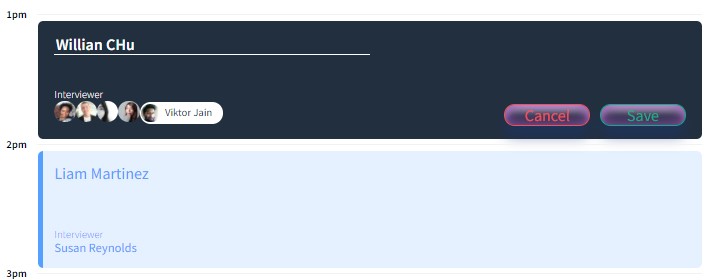 1pm
Willian CHu
Interviewer
Viktor Jain
Cancel
Save
2pm
Liam Martinez
Interviewer
Susan Reynolds
3pm